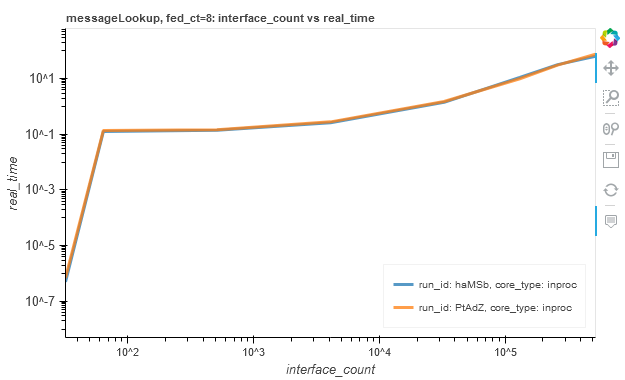 messageLookup, fed_ct=8: interface_count vs real_time
10^1
10^-1
10^-3
10^-5
10^-7
real_time
run_id: haMSb, core_type: inproc
run_id: PtAdZ, core_type: inproc
10^2
10^3
10^4
10^5
interface_count